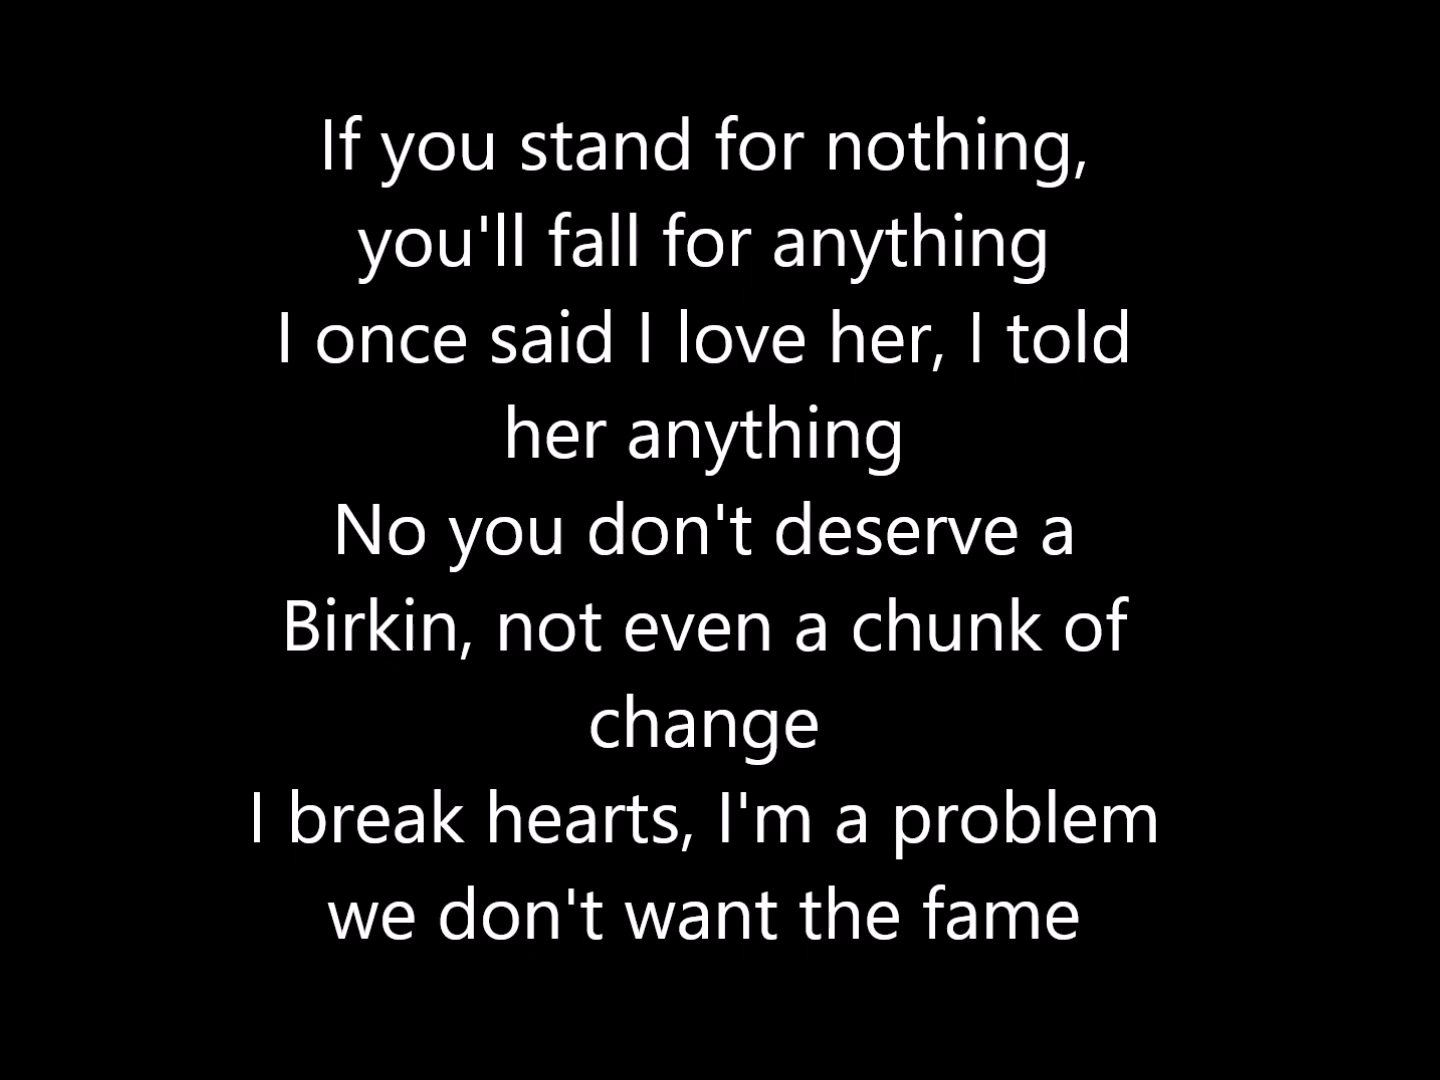 If you stand for nothing,
you'll fall for anything
I once said I love her, I told
her anything
No you don't deserve a
Birkin, not even a chunk of
change
I break hearts, I'm a problem
we don't want the fame